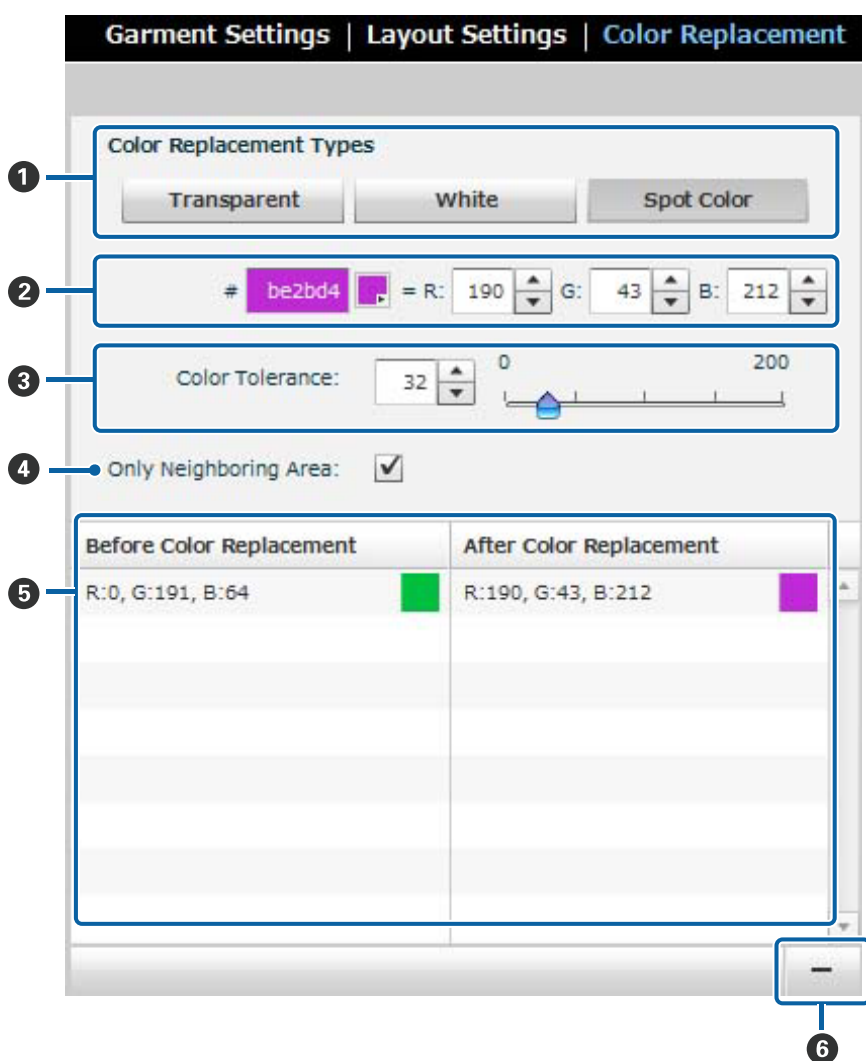 Garment Settings | Layout Settings | Color Replacement
Color Replacement Types
1
Transparent White Spot Color
2
# be2bd4 = R: 190 G: 43 B: 212
0 200
3
Color Tolerance: 32
4
Only Neighboring Area:
Before Color Replacement After Color Replacement
5
R:0, G:191, B:64 R:190, G:43, B:212
−
6